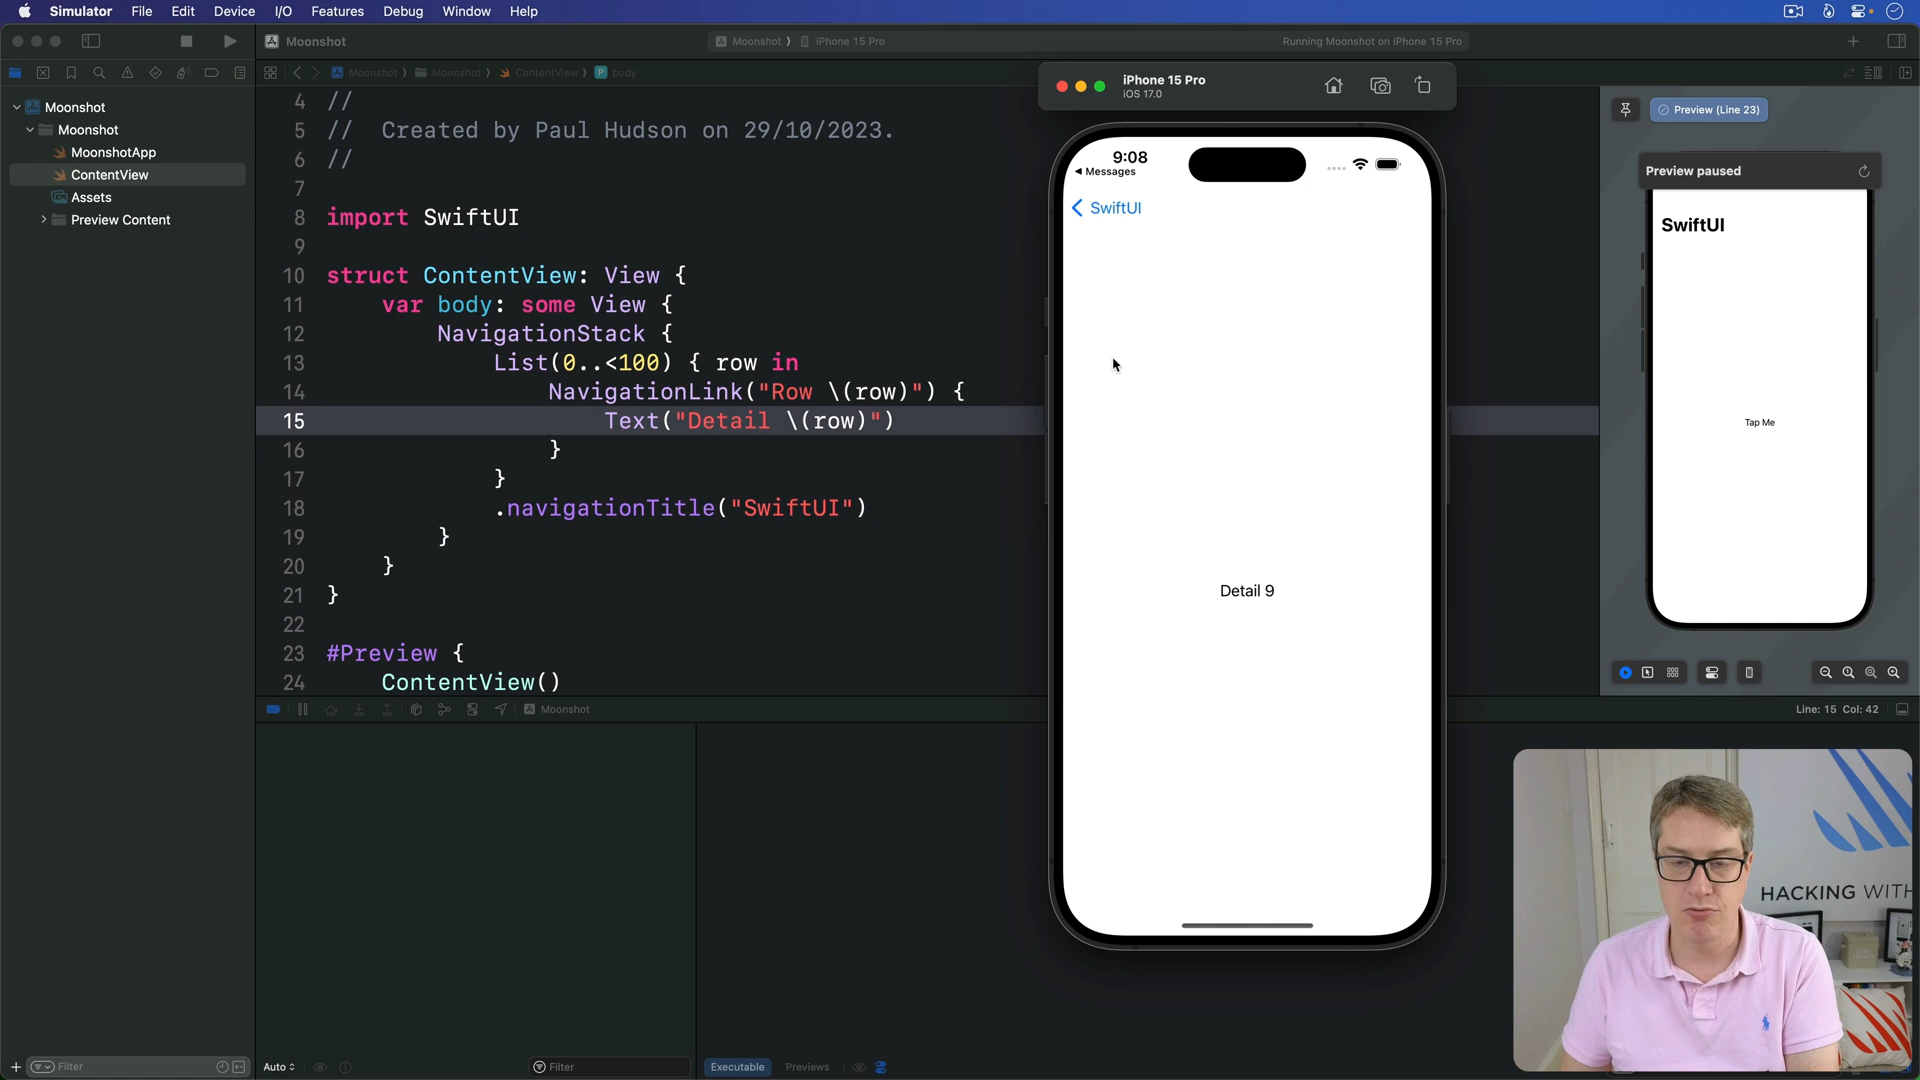 Simulator File Edit Device I/O Features Debug Window Help
Moonshot
Moonshot iPhone 15 Pro
Running Moonshot on iPhone 15 Pro
Moonshot Moonshot ContentView body
Moonshot
Moonshot
MoonshotApp
ContentView
Assets
Preview Content
4 //
5 // Created by Paul Hudson on 29/10/2023.
6 //
7
8 import SwiftUI
9
10 struct ContentView: View {
11 var body: some View {
12 NavigationStack {
13 List(0..<100) { row in
14 NavigationLink("Row \(row)") {
15 Text("Detail \(row)")
16 }
17 }
18 .navigationTitle("SwiftUI")
19 }
20 }
21 }
22
23 #Preview {
24 ContentView()
iPhone 15 Pro
iOS 17.0
9:08
Messages
SwiftUI
Detail 9
Preview (Line 23)
Preview paused
SwiftUI
Tap Me
Moonshot
Line: 15 Col: 42
HACKING WITH
Filter
Auto
Filter
Executable
Previews